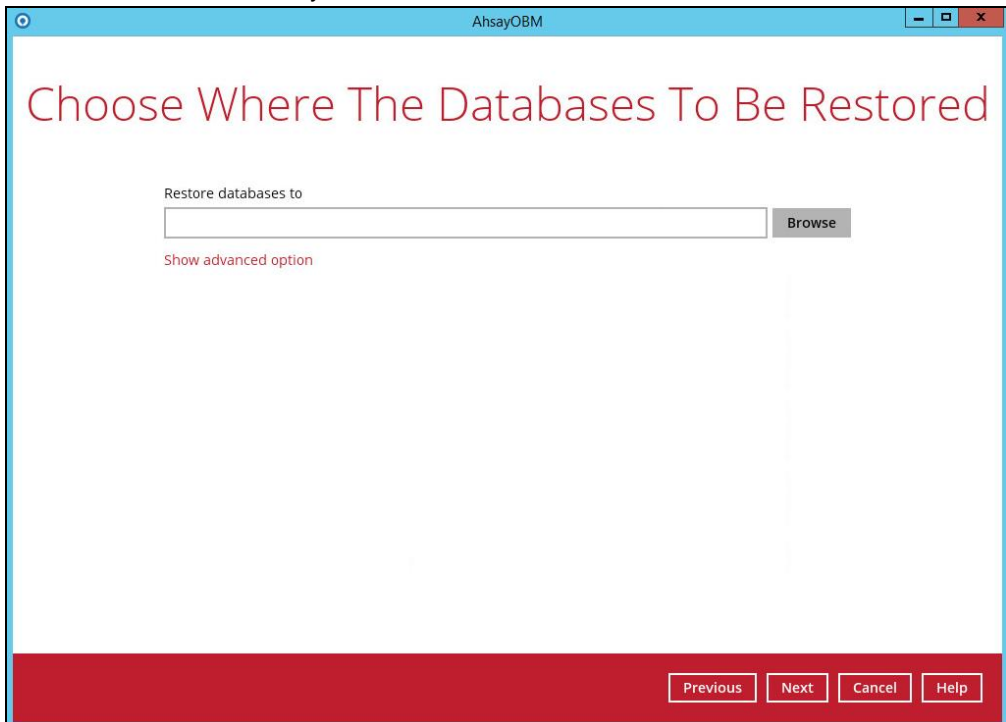 AhsayOBM
Choose Where The Databases To Be Restored
Restore databases to
Browse
Show advanced option
Previous Next Cancel Help